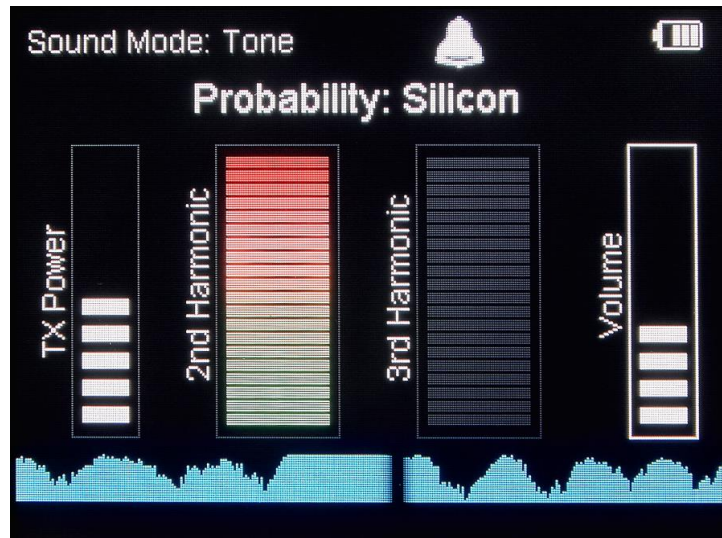 Sound Mode: Tone
Probability: Silicon
TX Power
2nd Harmonic
3rd Harmonic
Volume